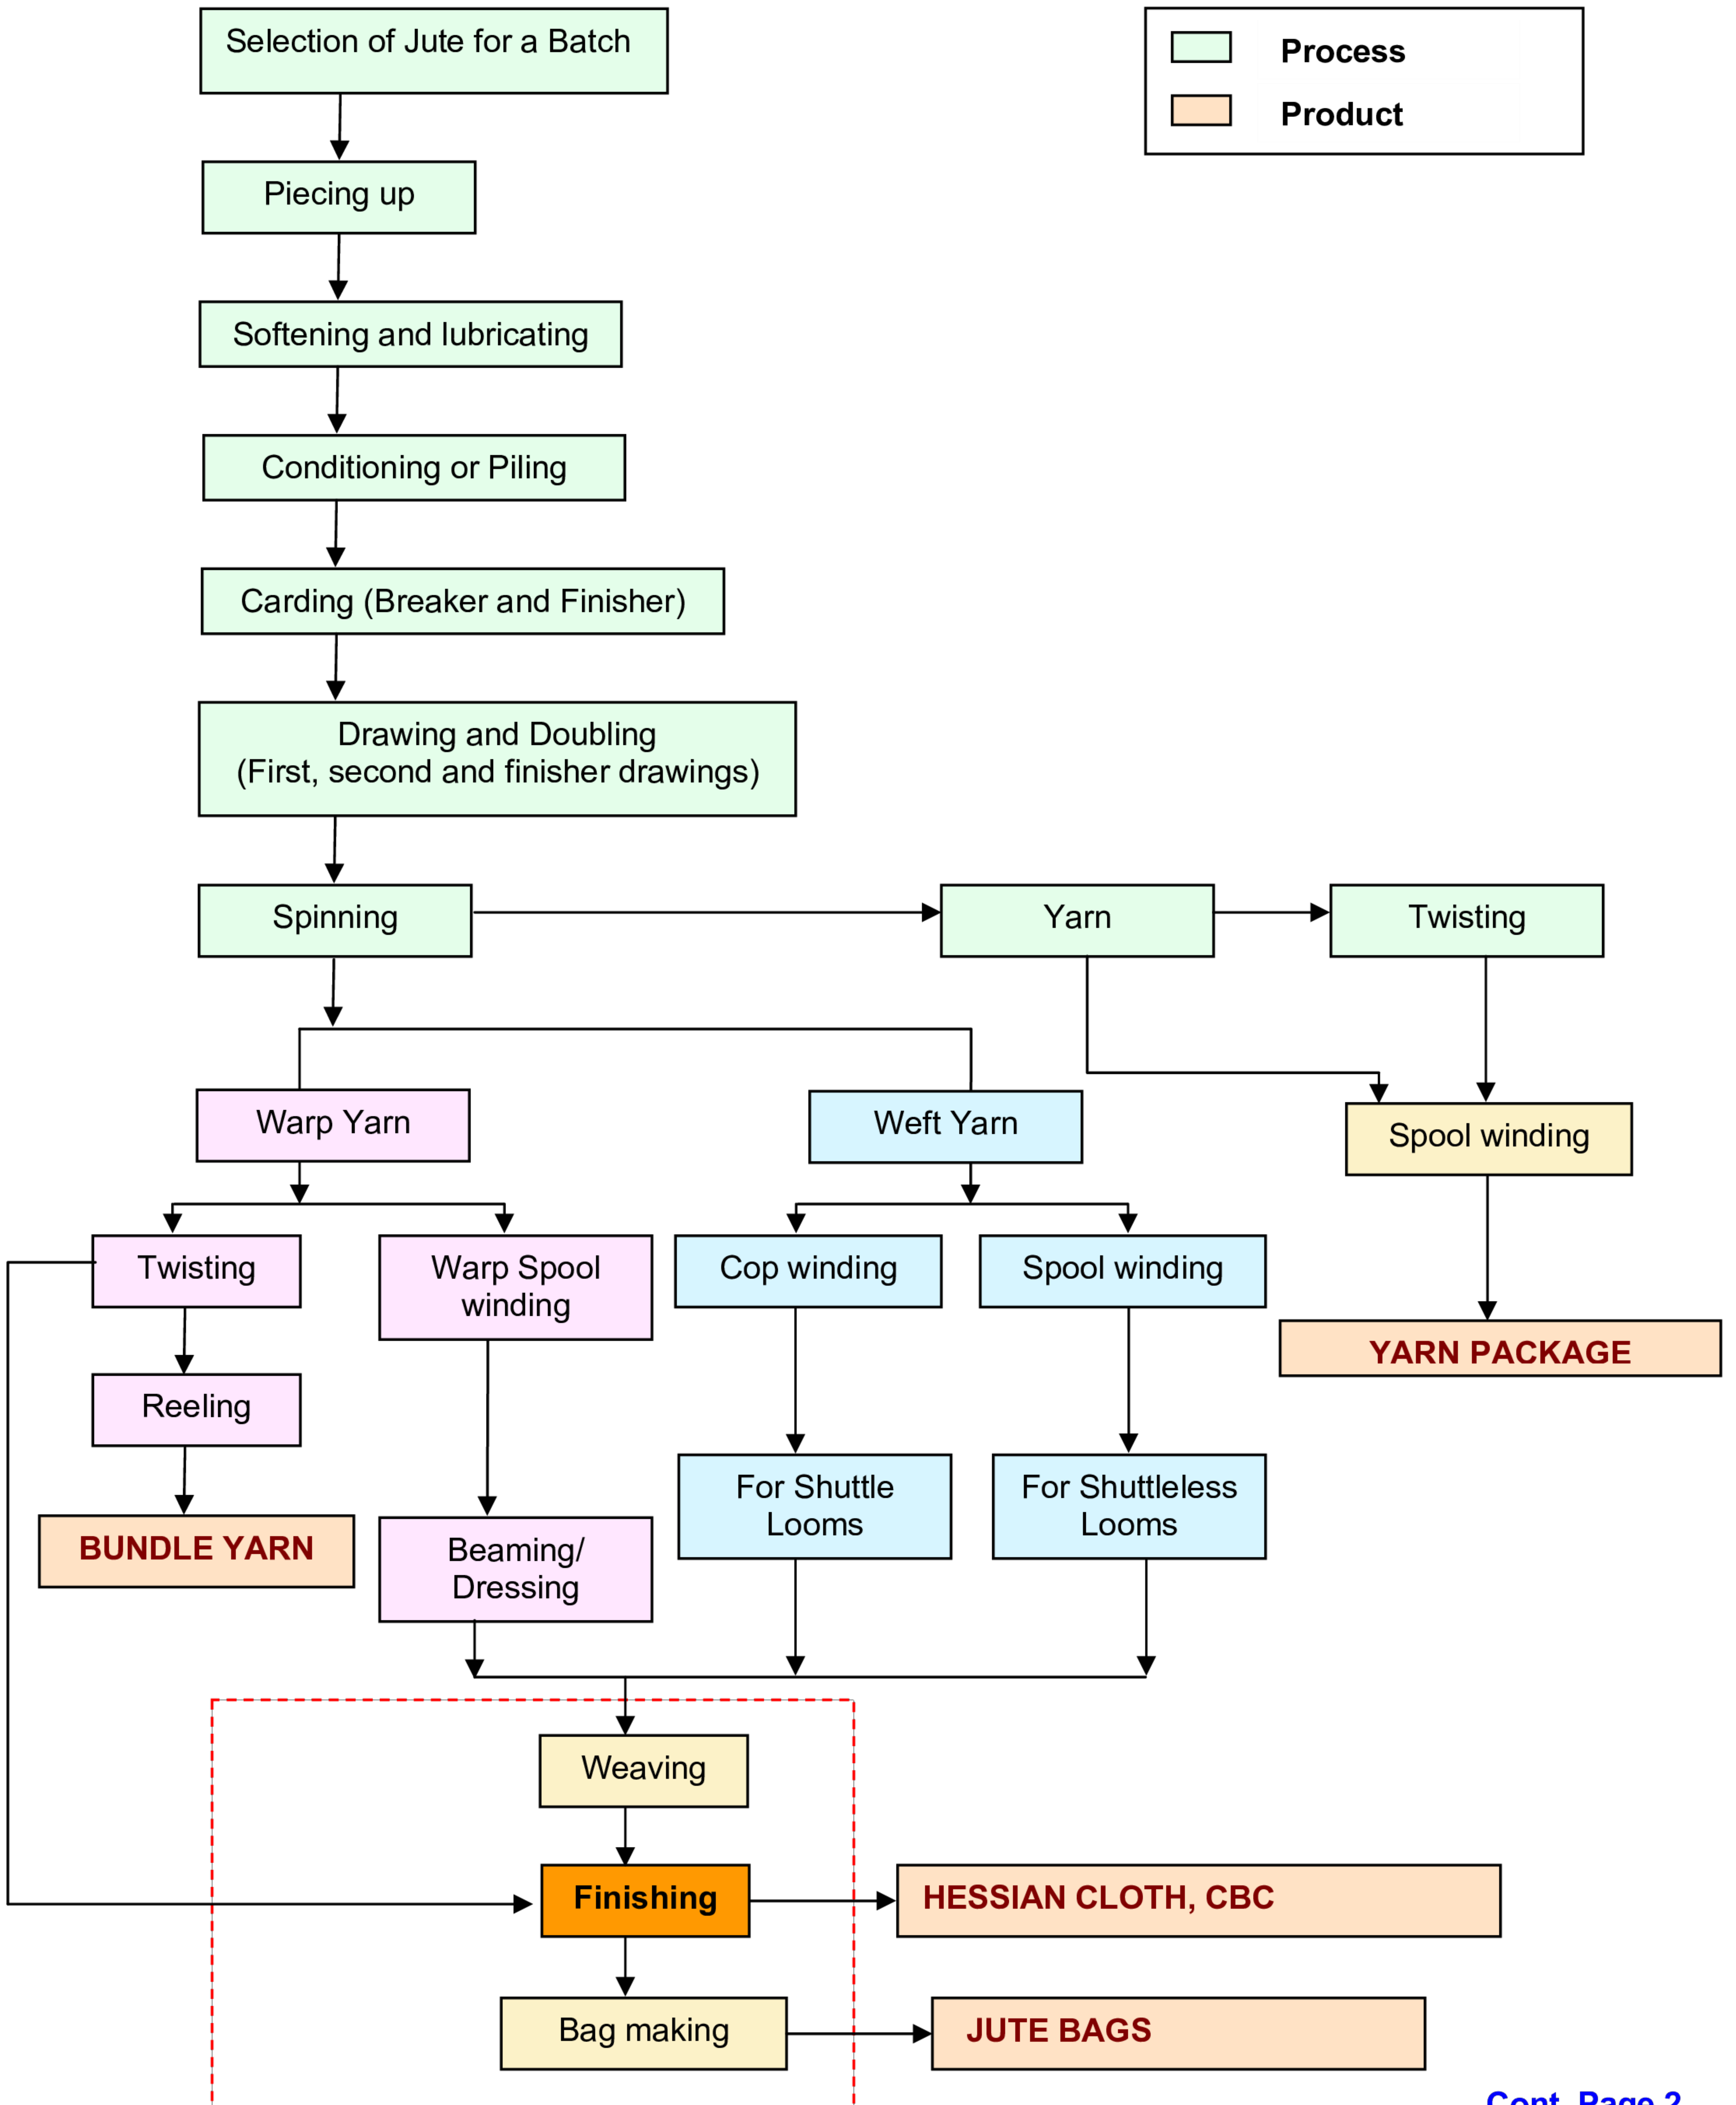 Selection of Jute for a Batch
Process
Product
Piecing up
Softening and lubricating
Conditioning or Piling
Carding (Breaker and Finisher)
Drawing and Doubling
(First, second and finisher drawings)
Spinning
Yarn
Twisting
Warp Yarn
Weft Yarn
Spool winding
Twisting
Warp Spool
winding
Cop winding
Spool winding
YARN PACKAGE
Reeling
For Shuttle
Looms
For Shuttleless
Looms
BUNDLE YARN
Beaming/
Dressing
Weaving
Finishing
HESSIAN CLOTH, CBC
Bag making
JUTE BAGS
Cont. Page 2